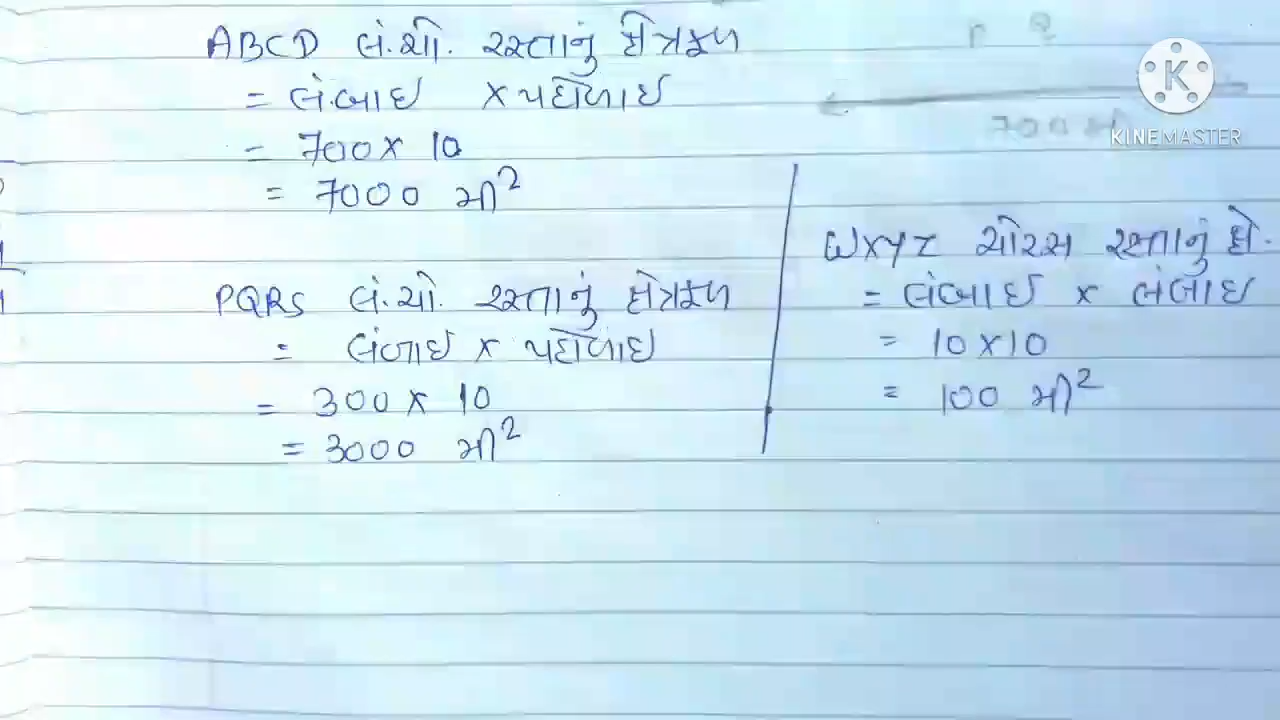 ABCD લં.ચો. રસ્તાનું ક્ષેત્રફળ
= લંબાઈ × પહોળાઈ
= 700 × 10
= 7000 મી²
PQRS લં.ચો. રસ્તાનું ક્ષેત્રફળ
= લંબાઈ × પહોળાઈ
= 300 × 10
= 3000 મી²
WXYZ ચોરસ રસ્તાનું ક્ષે.
= લંબાઈ × લંબાઈ
= 10 × 10
= 100 મી²
700
K
KINEMASTER